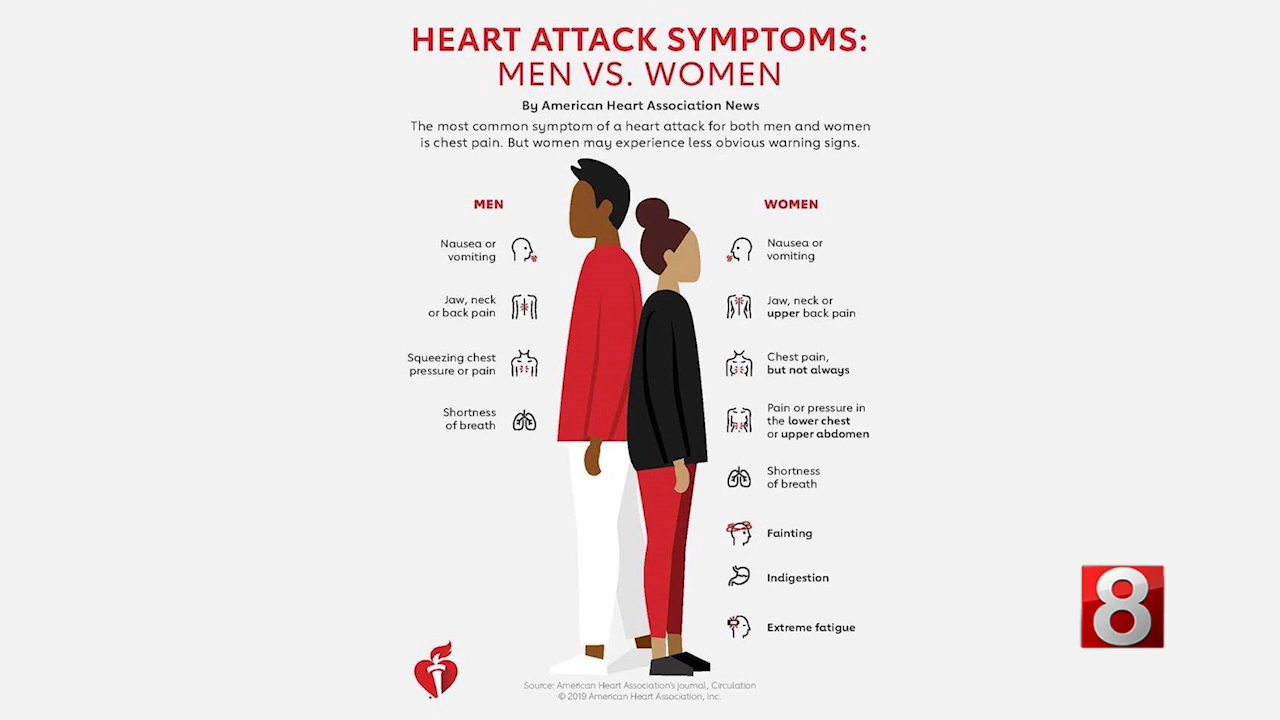 HEART ATTACK SYMPTOMS:
MEN VS. WOMEN
By American Heart Association News
The most common symptom of a heart attack for both men and women
is chest pain. But women may experience less obvious warning signs.
MEN
Nausea or
vomiting
Jaw, neck
or back pain
Squeezing chest
pressure or pain
Shortness
of breath
WOMEN
Nausea or
vomiting
Jaw, neck or
upper back pain
Chest pain,
but not always
Pain or pressure in
the lower chest
or upper abdomen
Shortness
of breath
Fainting
Indigestion
Extreme fatigue
8
Source: American Heart Association's journal, Circulation
© 2019 American Heart Association, Inc.